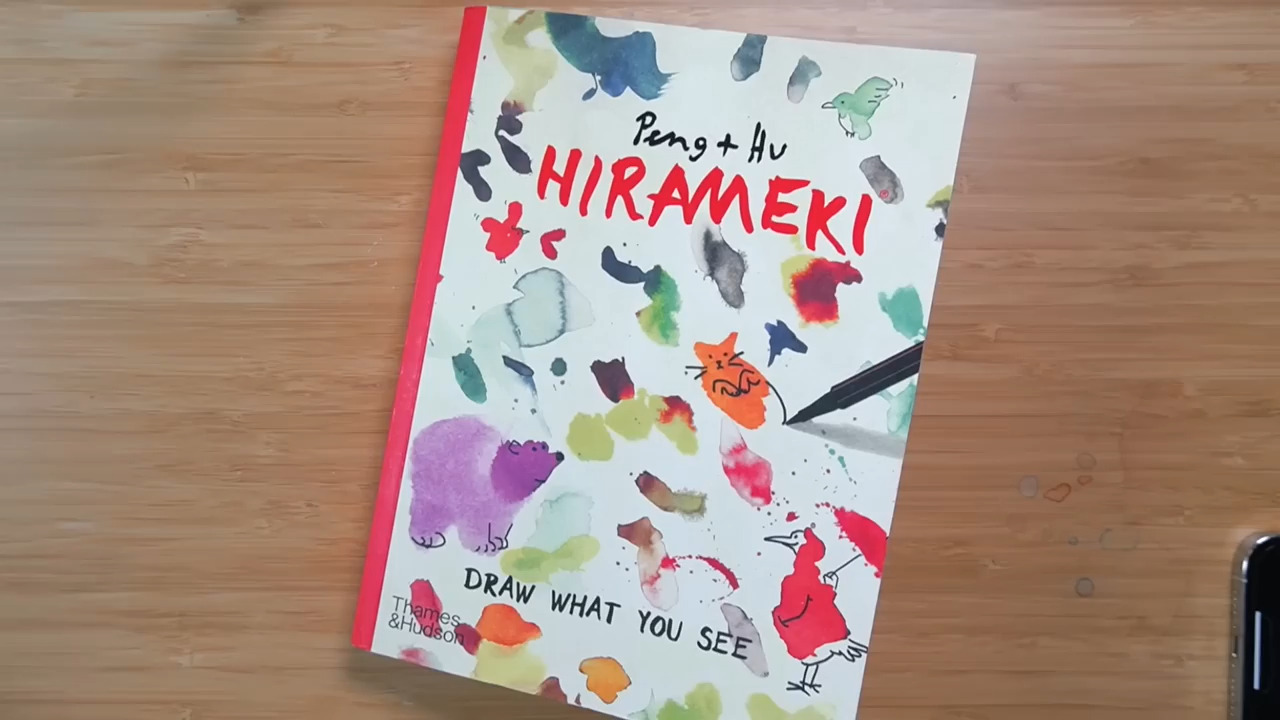 Peng + Hu
HIRAMEKI
DRAW WHAT YOU SEE
Thames
&Hudson